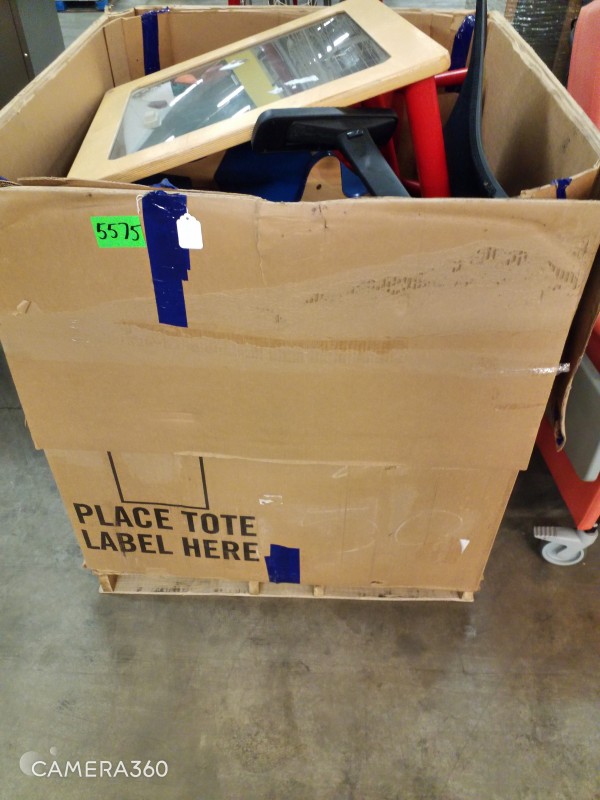 5575
PLACE TOTE
LABEL HERE
CAMERA360